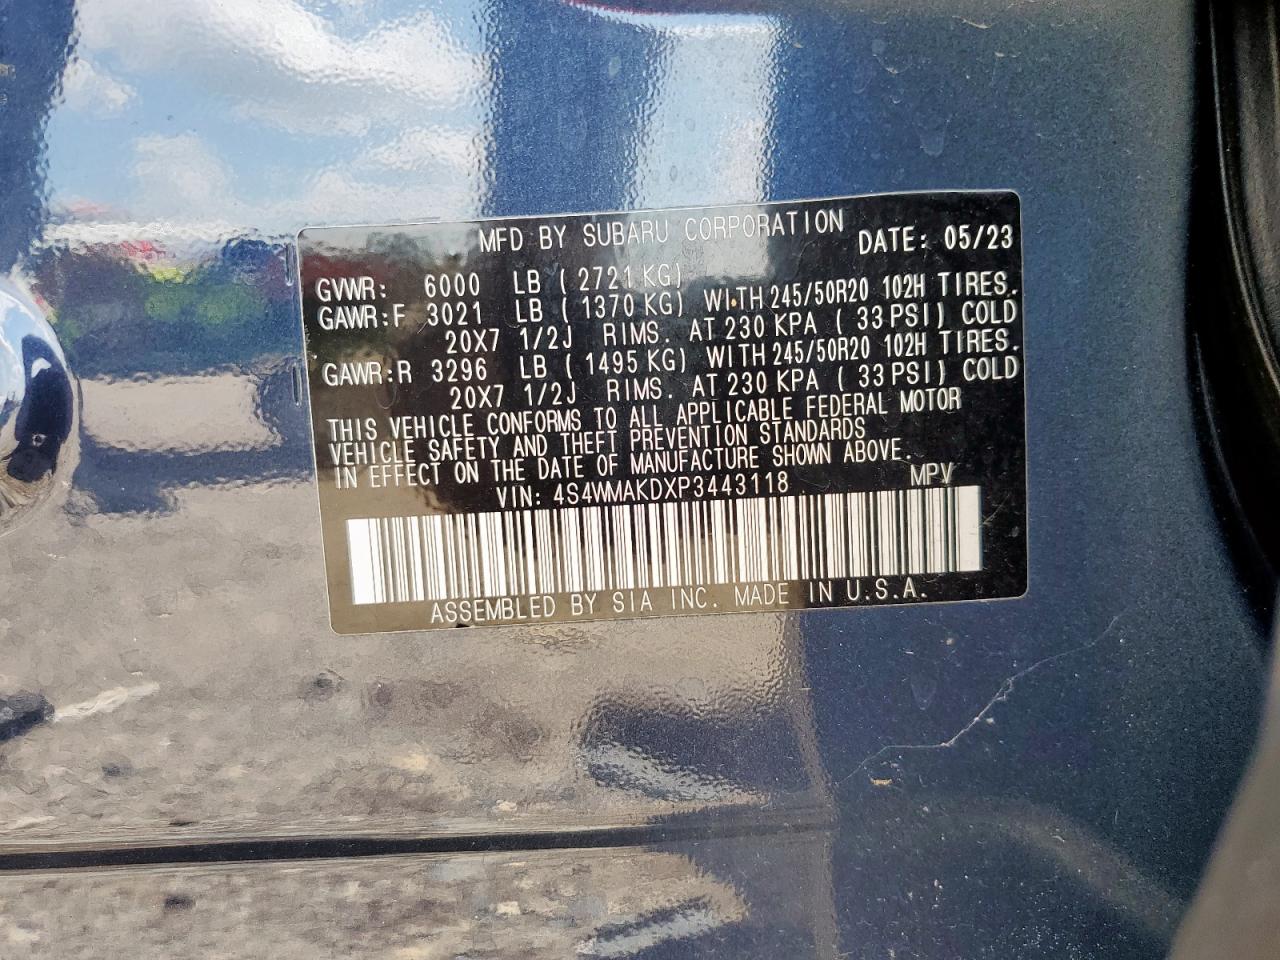 MFD BY SUBARU CORPORATION DATE: 05/23
GVWR: 6000 LB ( 2721 KG)
GAWR:F 3021 LB ( 1370 KG) WITH 245/50R20 102H TIRES.
20X7 1/2J RIMS. AT 230 KPA ( 33 PSI) COLD
GAWR:R 3296 LB ( 1495 KG) WITH 245/50R20 102H TIRES.
20X7 1/2J RIMS. AT 230 KPA ( 33 PSI) COLD
THIS VEHICLE CONFORMS TO ALL APPLICABLE FEDERAL MOTOR
VEHICLE SAFETY AND THEFT PREVENTION STANDARDS
IN EFFECT ON THE DATE OF MANUFACTURE SHOWN ABOVE.
VIN: 4S4WMAKDXP3443118 MPV
ASSEMBLED BY SIA INC. MADE IN U.S.A.